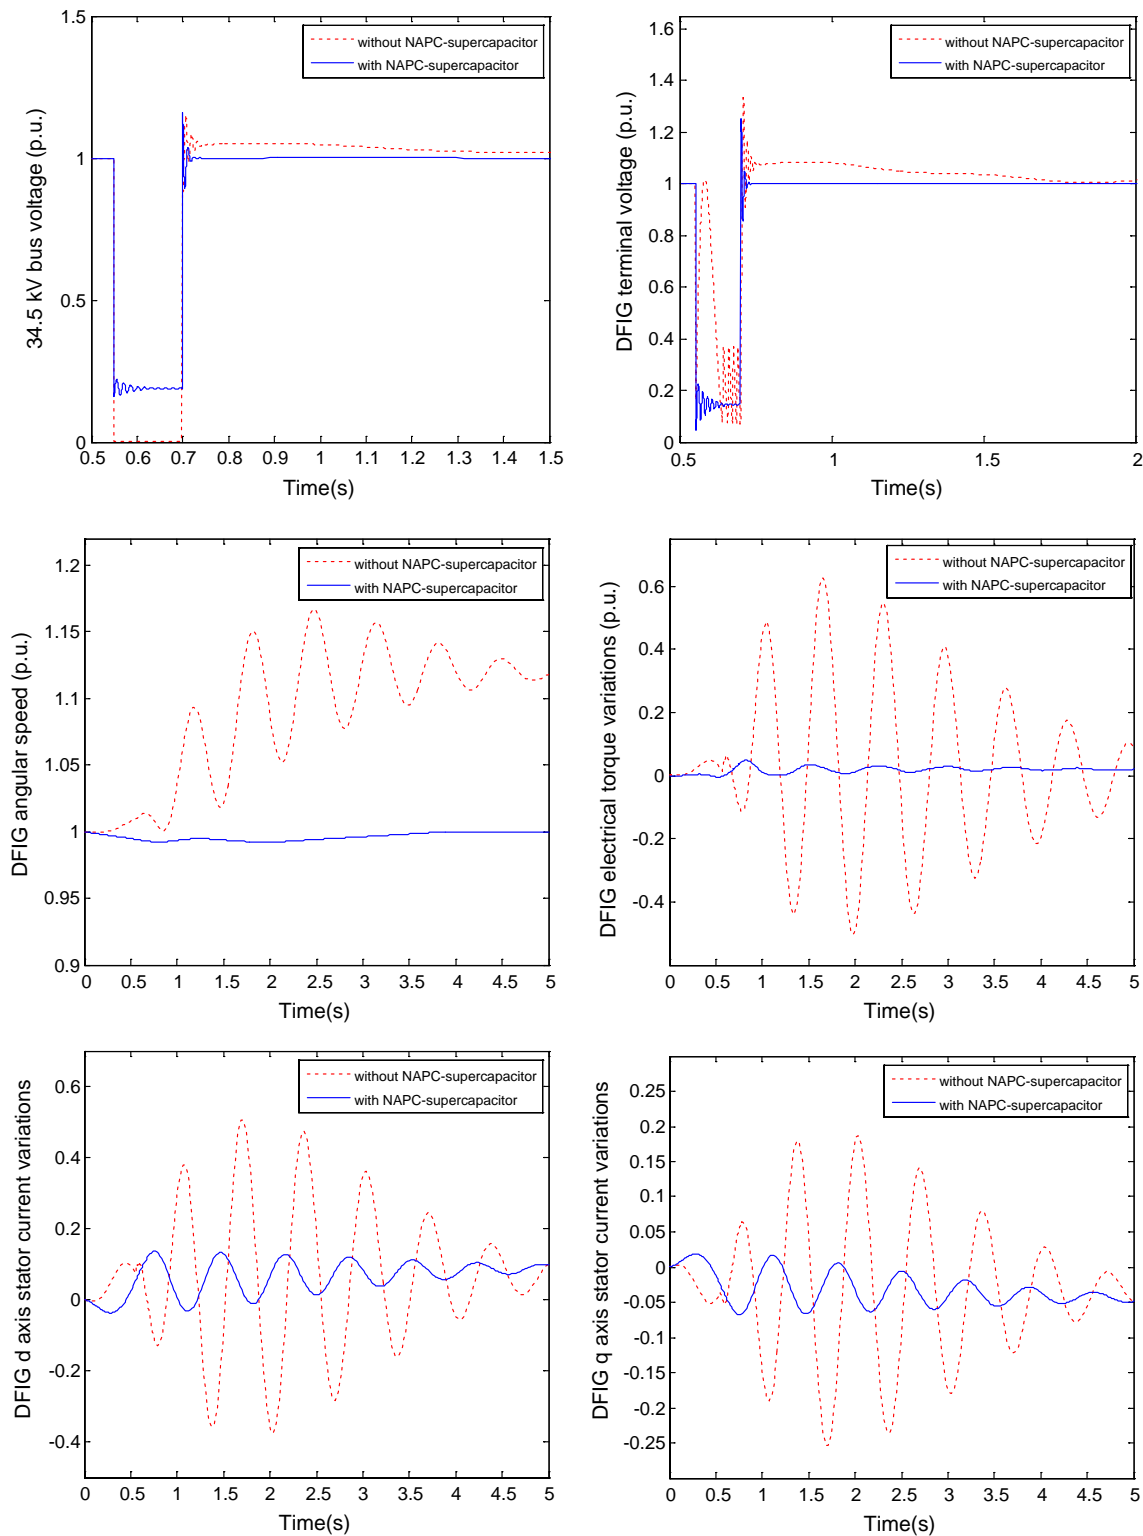 34.5 kV bus voltage (p.u.)
1.5
1
0.5
0
without NAPC-supercapacitor
with NAPC-supercapacitor
0.5 0.6 0.7 0.8 0.9 1 1.1 1.2 1.3 1.4 1.5
Time(s)
DFIG terminal voltage (p.u.)
1.6
1.4
1.2
1
0.8
0.6
0.4
0.2
0
without NAPC-supercapacitor
with NAPC-supercapacitor
0.5 1 1.5 2
Time(s)
DFIG angular speed (p.u.)
1.2
1.15
1.1
1.05
1
0.95
0.9
without NAPC-supercapacitor
with NAPC-supercapacitor
0 0.5 1 1.5 2 2.5 3 3.5 4 4.5 5
Time(s)
DFIG electrical torque variations (p.u.)
0.6
0.4
0.2
0
-0.2
-0.4
without NAPC-supercapacitor
with NAPC-supercapacitor
0 0.5 1 1.5 2 2.5 3 3.5 4 4.5 5
Time(s)
DFIG d axis stator current variations
0.6
0.4
0.2
0
-0.2
-0.4
without NAPC-supercapacitor
with NAPC-supercapacitor
0 0.5 1 1.5 2 2.5 3 3.5 4 4.5 5
Time(s)
DFIG q axis stator current variations
0.25
0.2
0.15
0.1
0.05
0
-0.05
-0.1
-0.15
-0.2
-0.25
without NAPC-supercapacitor
with NAPC-supercapacitor
0 0.5 1 1.5 2 2.5 3 3.5 4 4.5 5
Time(s)